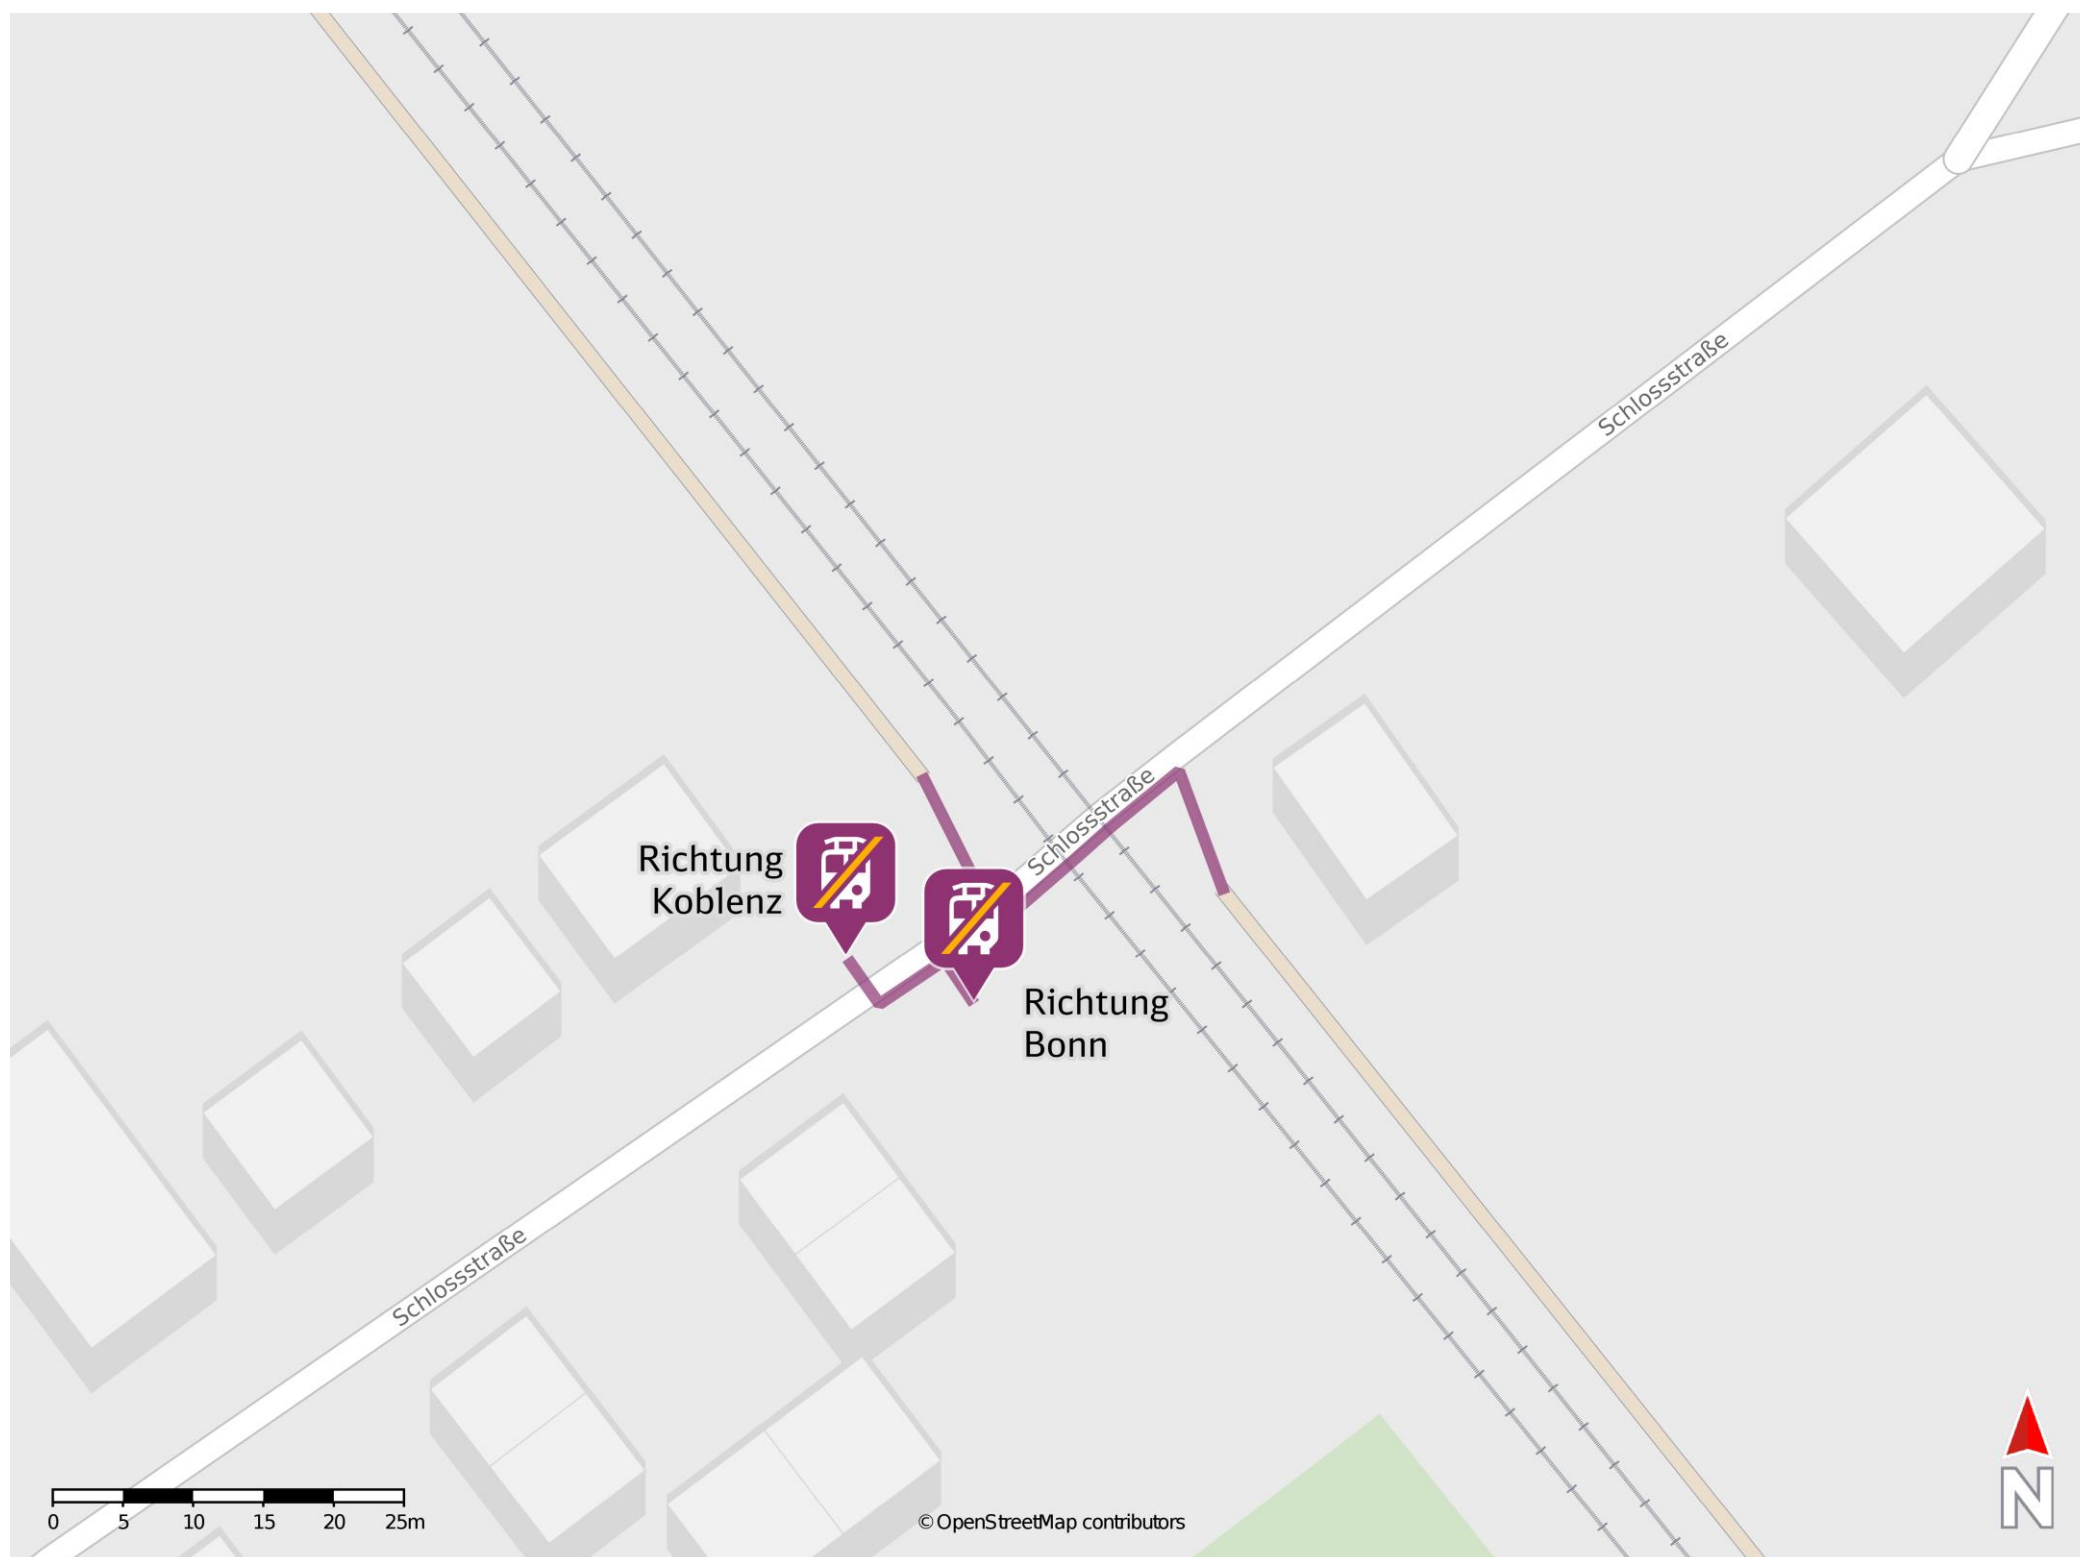 Schlossstraße
Schlossstraße
Richtung
Koblenz
Richtung
Bonn
Schlossstraße
0 5 10 15 20 25m
© OpenStreetMap contributors
N